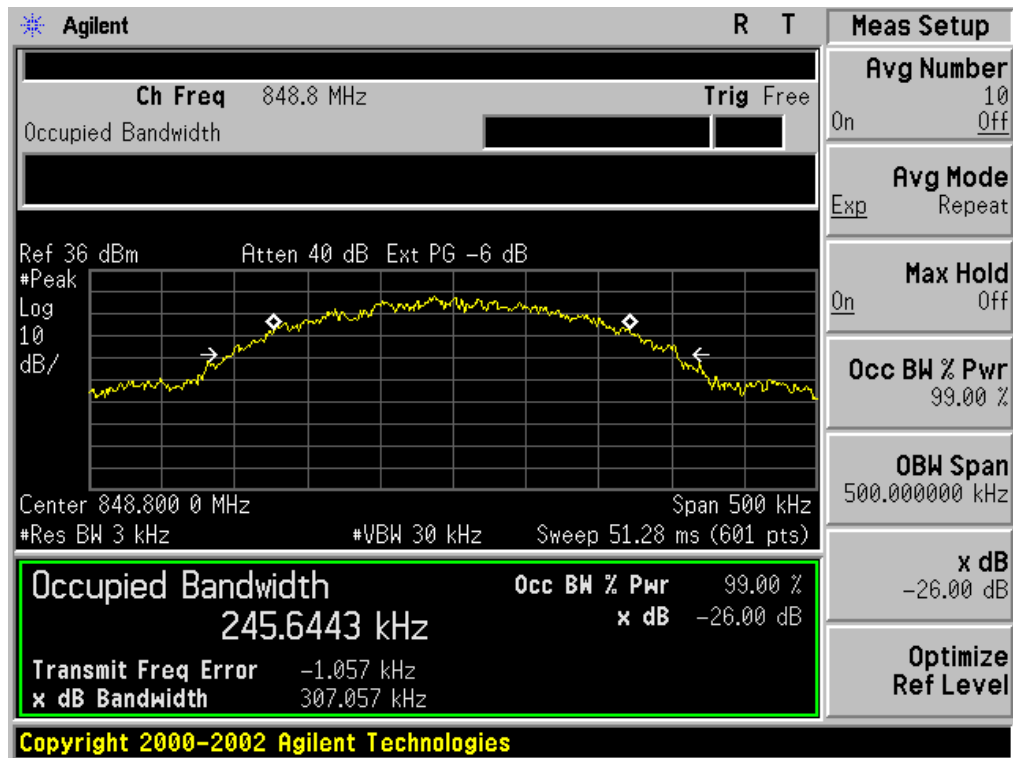 Agilent R T Meas Setup
Ch Freq 848.8 MHz Trig Free
Occupied Bandwidth
Ref 36 dBm Atten 40 dB Ext PG -6 dB
#Peak
Log
10
dB/
Center 848.800 0 MHz Span 500 kHz
#Res BW 3 kHz #VBW 30 kHz Sweep 51.28 ms (601 pts)
Occupied Bandwidth Occ BW % Pwr 99.00 %
245.6443 kHz x dB -26.00 dB
Transmit Freq Error -1.057 kHz
x dB Bandwidth 307.057 kHz
Avg Number
10
On Off
Avg Mode
Exp Repeat
Max Hold
On Off
Occ BW % Pwr
99.00 %
OBW Span
500.000000 kHz
x dB
-26.00 dB
Optimize
Ref Level
Copyright 2000-2002 Agilent Technologies